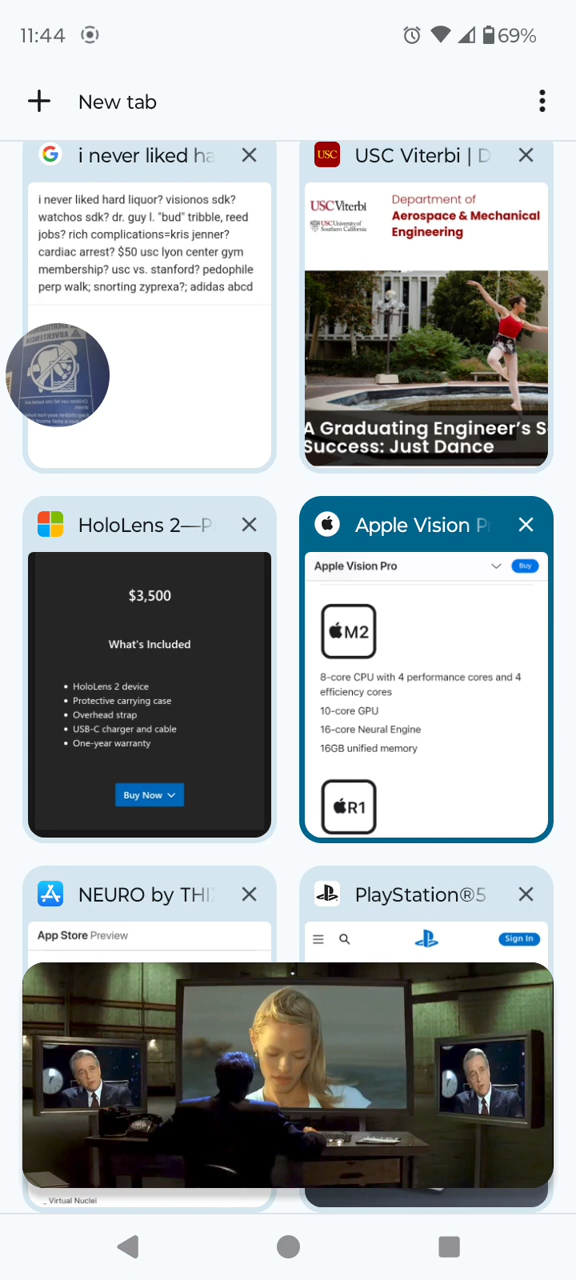 11:44
69%
New tab
i never liked ha
USC Viterbi | D
i never liked hard liquor? visionos sdk?
watchos sdk? dr. guy l. "bud" tribble, reed
jobs? rich complications=kris jenner?
cardiac arrest? $50 usc lyon center gym
membership? usc vs. stanford? pedophile
perp walk; snorting zyprexa?; adidas abcd
USC
USCViterbi
USC University of
Southern California
Department of
Aerospace & Mechanical
Engineering
A Graduating Engineer's S
Success: Just Dance
HoloLens 2—P
Apple Vision P
$3,500
What's Included
• HoloLens 2 device
• Protective carrying case
• Overhead strap
• USB-C charger and cable
• One-year warranty
Buy Now
Apple Vision Pro
Buy
M2
8-core CPU with 4 performance cores and 4
efficiency cores
10-core GPU
16-core Neural Engine
16GB unified memory
R1
NEURO by THI
PlayStation®5
App Store Preview
Sign In
Virtual Nuclei